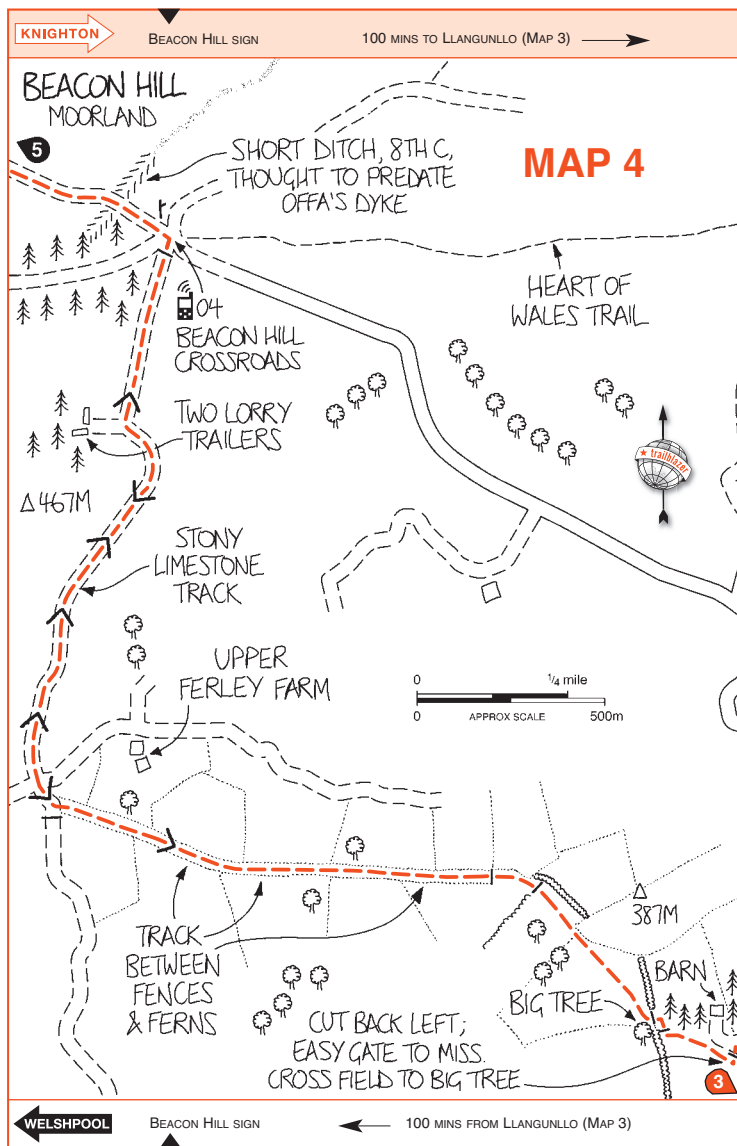 KNIGHTON
BEACON HILL SIGN
100 MINS TO LLANGUNLLO (MAP 3)
BEACON HILL
MOORLAND
5
SHORT DITCH, 8TH C,
THOUGHT TO PREDATE
OFFA'S DYKE
MAP 4
HEART OF
WALES TRAIL
04
BEACON HILL
CROSSROADS
TWO LORRY
TRAILERS
trailblazer
467M
STONY
LIMESTONE
TRACK
UPPER
FERLEY FARM
0
1/4 mile
0
APPROX SCALE
500m
387M
TRACK
BETWEEN
FENCES
& FERNS
BARN
BIG TREE
CUT BACK LEFT;
EASY GATE TO MISS.
CROSS FIELD TO BIG TREE
3
WELSHPOOL
BEACON HILL SIGN
100 MINS FROM LLANGUNLLO (MAP 3)